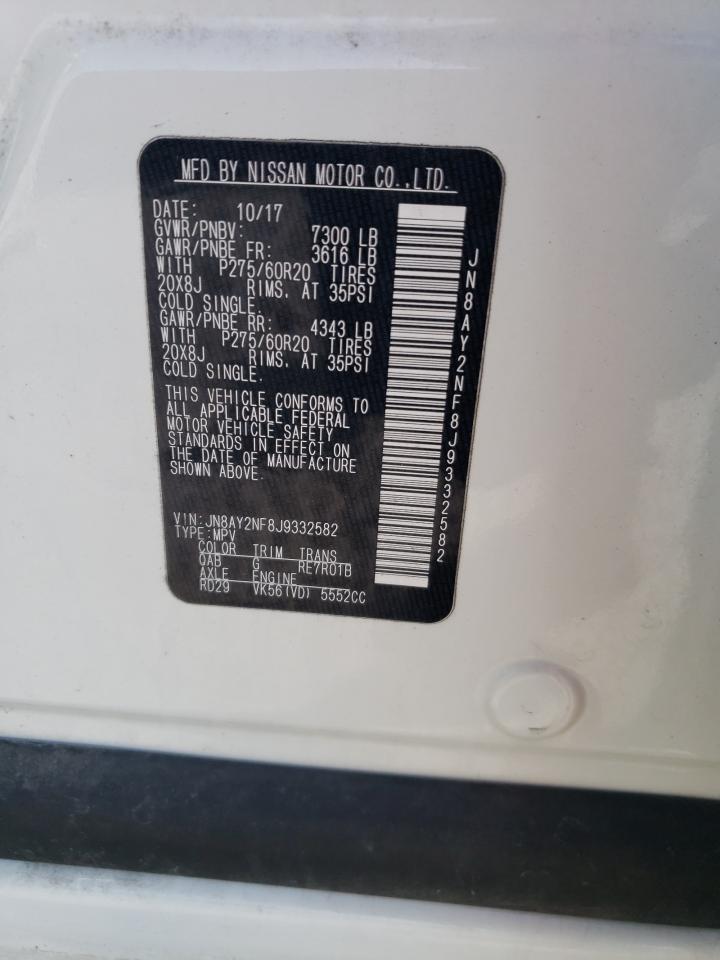 MFD BY NISSAN MOTOR CO.,LTD.
DATE: 10/17
GVWR/PNBV: 7300 LB
GAWR/PNBE FR: 3616 LB
WITH P275/60R20 TIRES
20X8J RIMS, AT 35PSI
COLD SINGLE.
GAWR/PNBE RR: 4343 LB
WITH P275/60R20 TIRES
20X8J RIMS, AT 35PSI
COLD SINGLE.
THIS VEHICLE CONFORMS TO
ALL APPLICABLE FEDERAL
MOTOR VEHICLE SAFETY
STANDARDS IN EFFECT ON
THE DATE OF MANUFACTURE
SHOWN ABOVE.
VIN: JN8AY2NF8J9332582
TYPE: MPV
COLOR TRIM TRANS
QAB G RE7R01B
AXLE ENGINE
RD29 VK56(VD) 5552CC
JN8AY2NF8J9332582